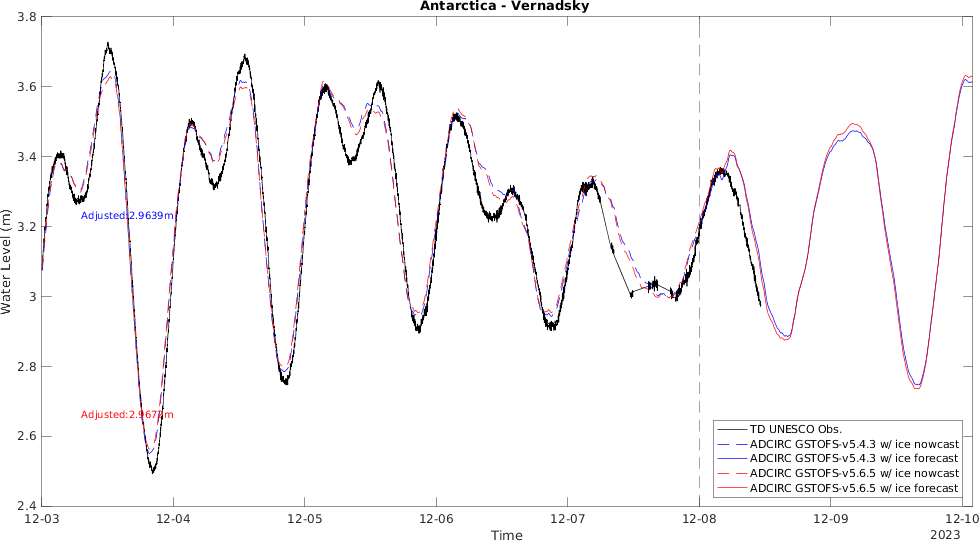 Antarctica - Vernadsky
3.8
3.6
3.4
3.2
3
2.8
2.6
2.4
Water Level (m)
Adjusted:2.9639m
Adjusted:2.9677m
TD UNESCO Obs.
ADCIRC GSTOFS-v5.4.3 w/ ice nowcast
ADCIRC GSTOFS-v5.4.3 w/ ice forecast
ADCIRC GSTOFS-v5.6.5 w/ ice nowcast
ADCIRC GSTOFS-v5.6.5 w/ ice forecast
12-03 12-04 12-05 12-06 12-07 12-08 12-09 12-10
Time
2023